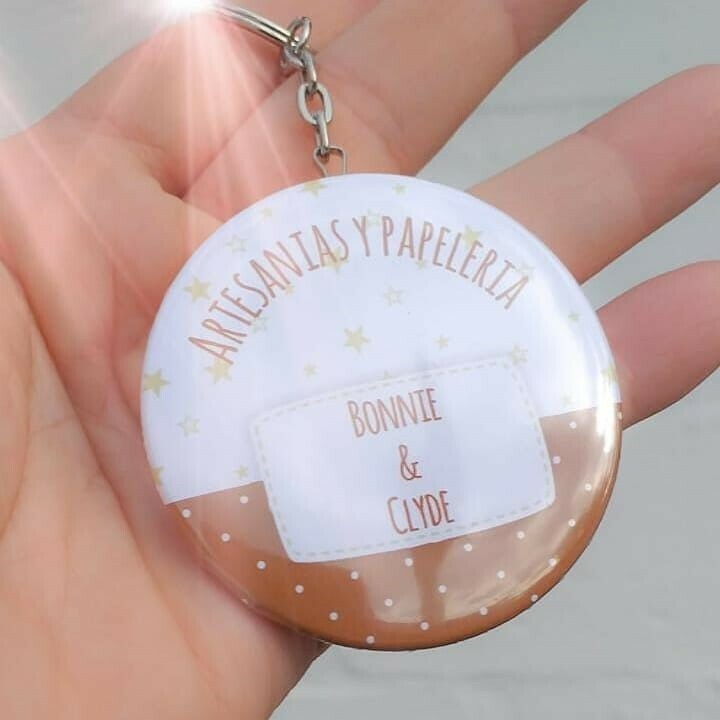 ARTESANIAS Y PAPELERIA
BONNIE
&
CLYDE